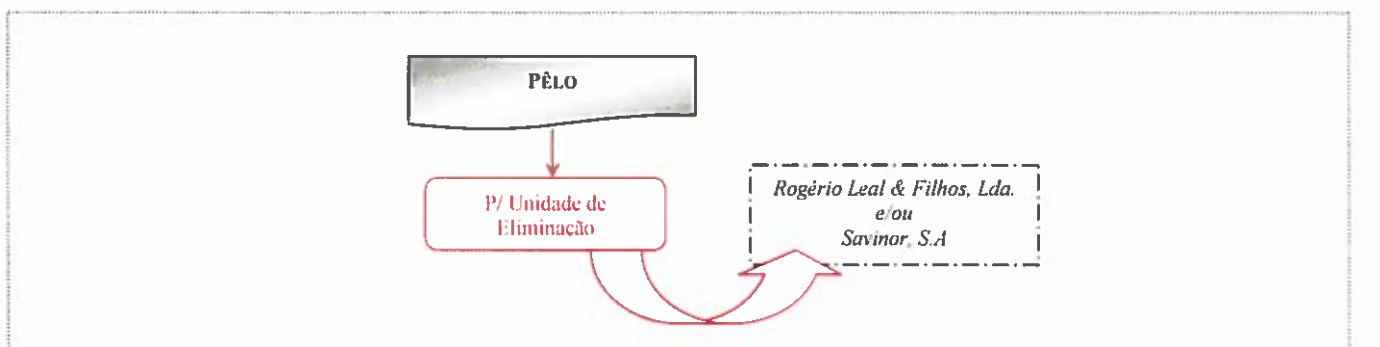 PÊLO
P/ Unidade de
Eliminação
Rogério Leal & Filhos, Lda.
e/ou
Savinor, S.A